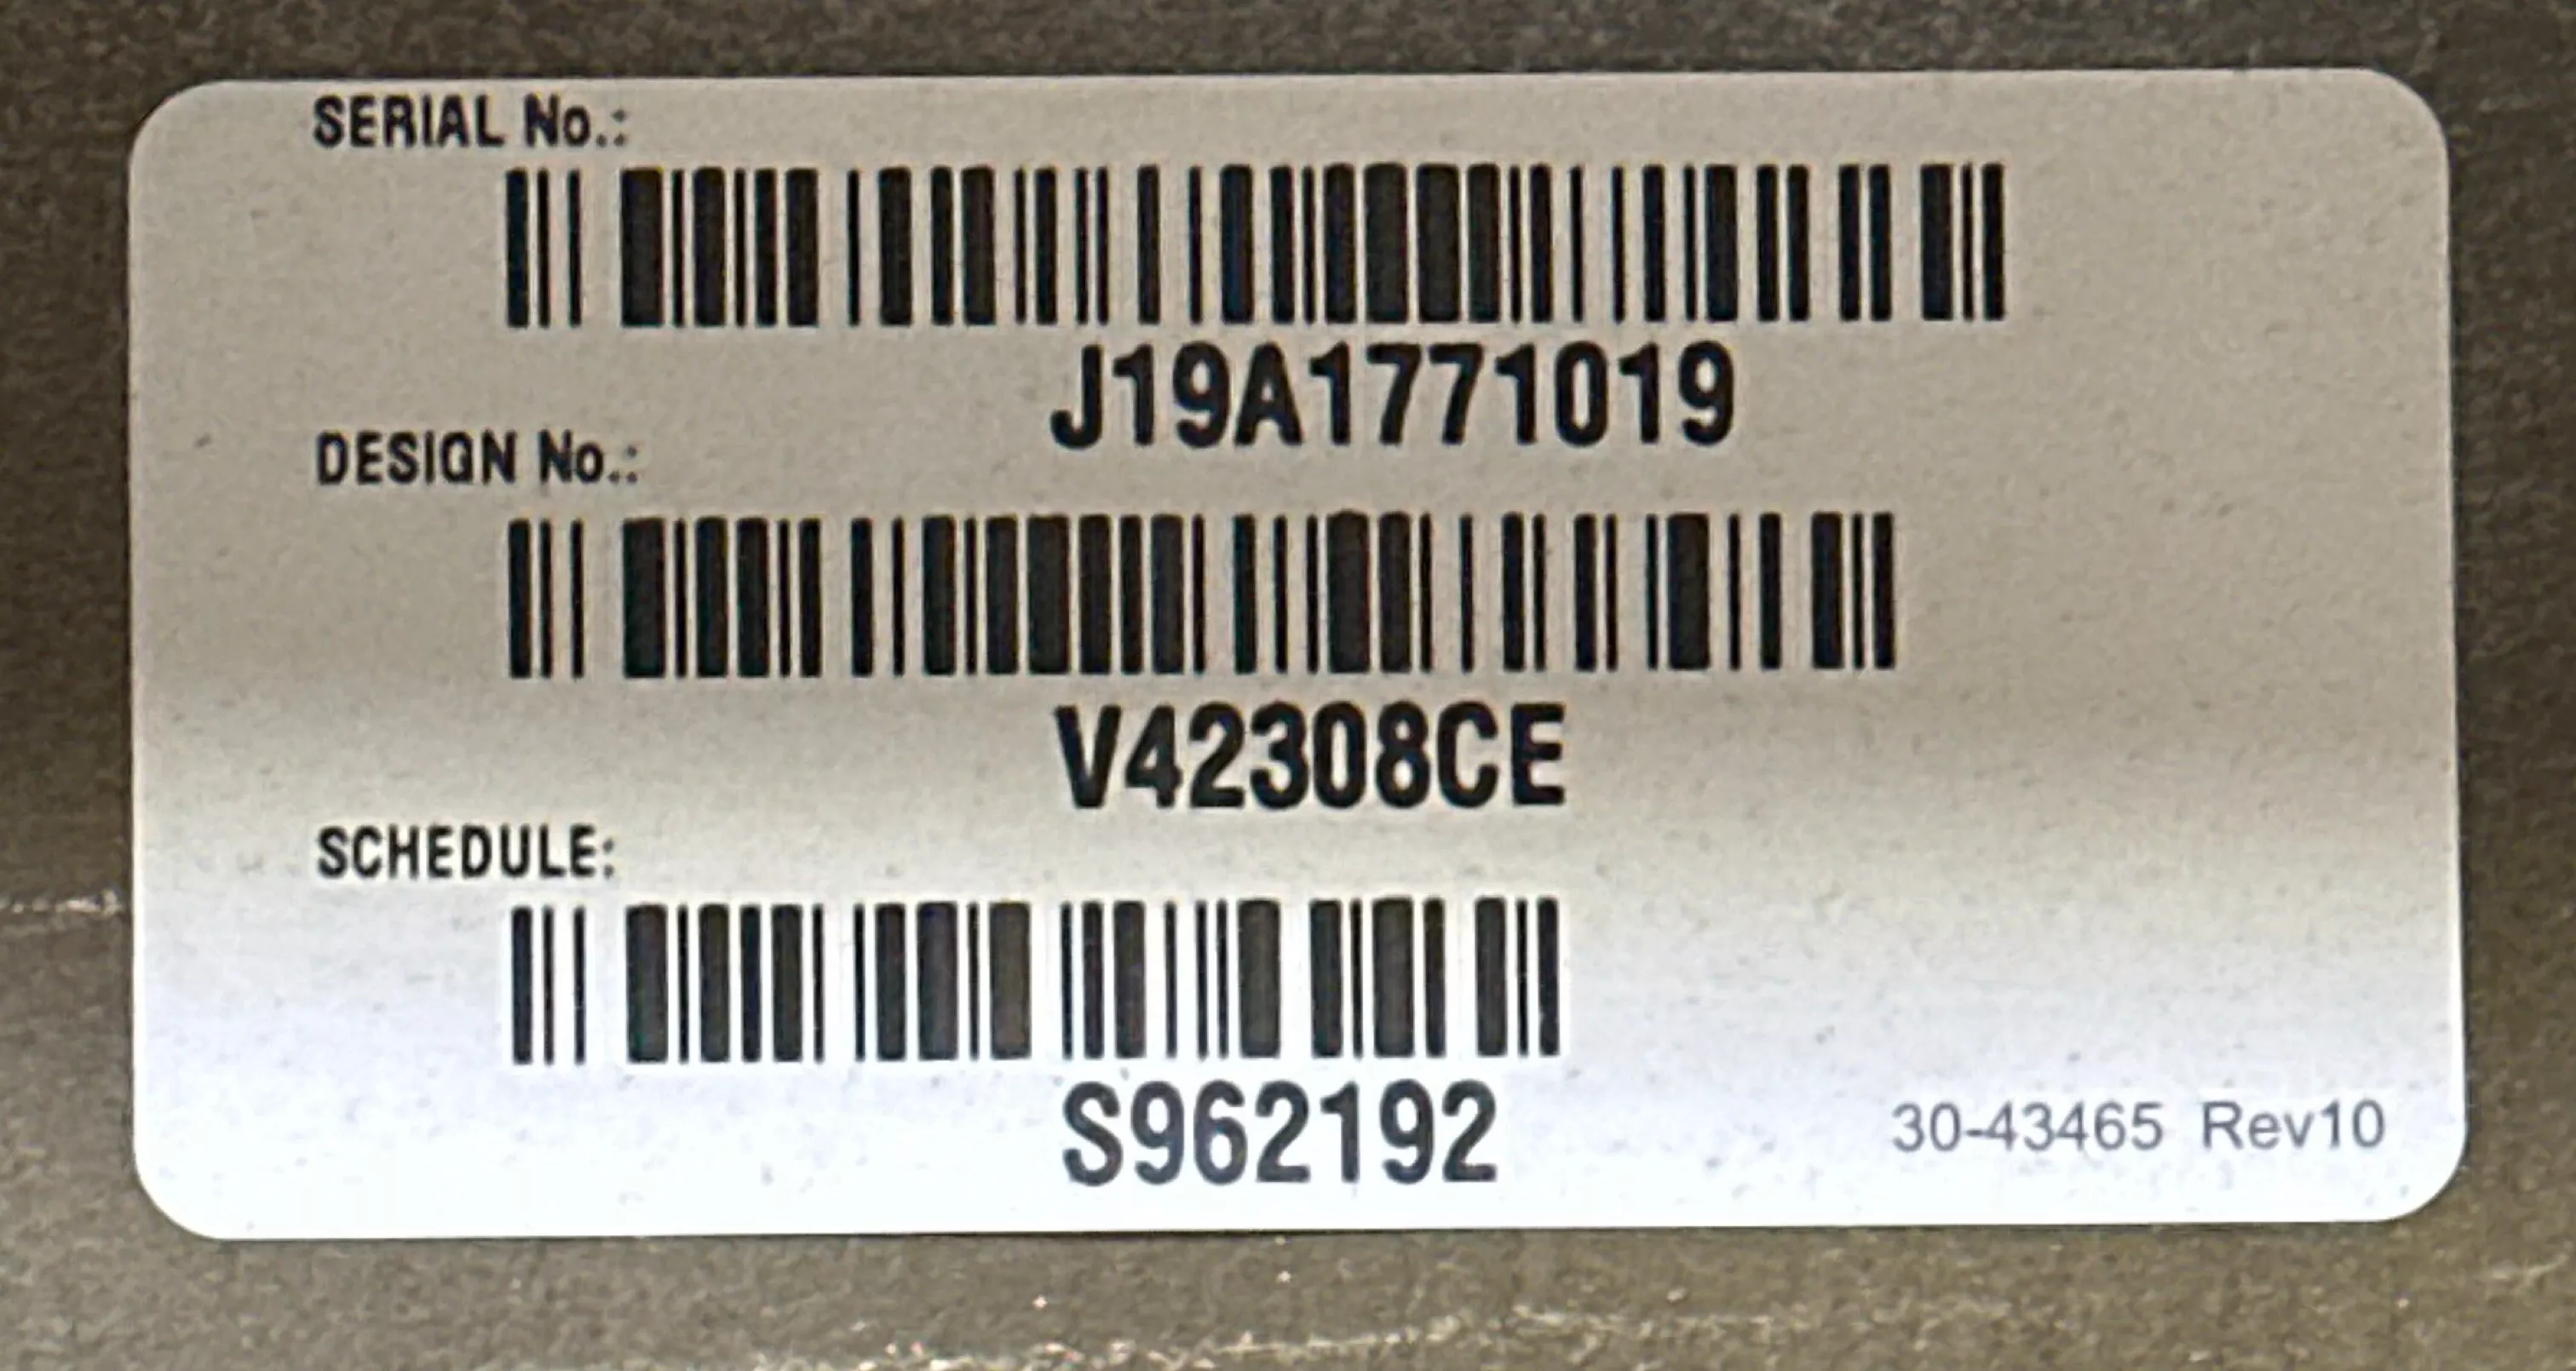 SERIAL No.:
J19A1771019
DESIGN No.:
V42308CE
SCHEDULE:
S962192
30-43465 Rev10